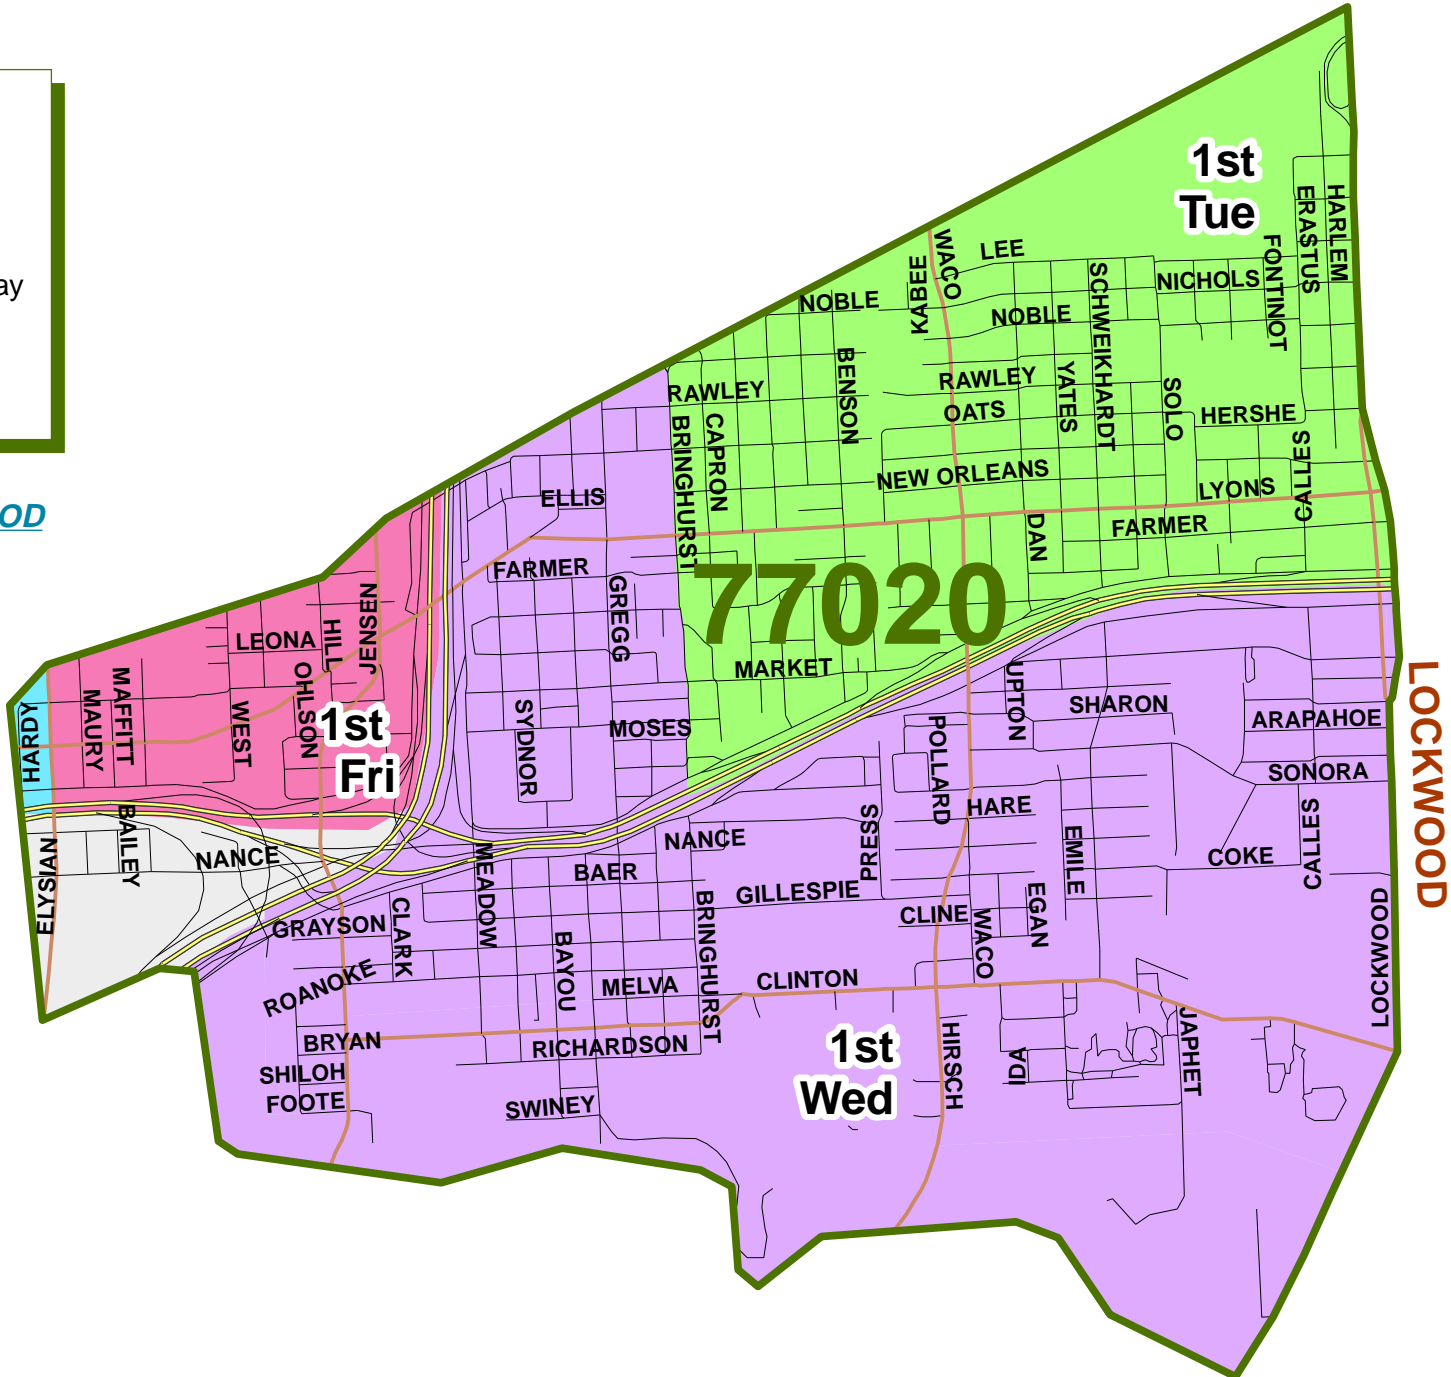 1st
Tue
HARLEM
ERASTUS
FONTINOT
WACO
LEE
KABEE
NICHOLS
SCHWEIKHARDT
ay
NOBLE
NOBLE
BENSON
YATES
RAWLEY
RAWLEY
SOLO
OATS
HERSHE
CAPRON
BRINGHURST
CALLES
NEW ORLEANS
LYONS
ELLIS
OD
DAN
FARMER
FARMER
77020
GREGG
JENSEN
HILL
LEONA
MARKET
OHLSON
UPTON
MAFFITT
MAURY
WEST
HARDY
SHARON
ARAPAHOE
LOCKWOOD
1st
Fri
SYDNOR
MOSES
POLLARD
SONORA
HARE
PRESS
CALLES
BAILEY
NANCE
EMILE
ELYSIAN
NANCE
MEADOW
COKE
BAER
GILLESPIE
EGAN
BRINGHURST
CLARK
CLINE
WACO
LOCKWOOD
GRAYSON
BAYOU
ROANOKE
MELVA
CLINTON
JAPHET
BRYAN
RICHARDSON
1st
Wed
HIRSCH
IDA
SHILOH
FOOTE
SWINEY